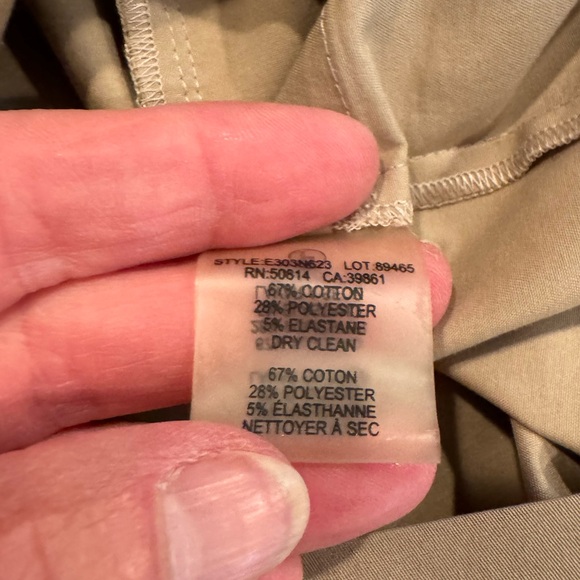 STYLE:E303N623 LOT:89465
RN:50814 CA:39861
67% COTTON
28% POLYESTER
5% ELASTANE
DRY CLEAN
67% COTON
28% POLYESTER
5% ÉLASTHANNE
NETTOYER À SEC